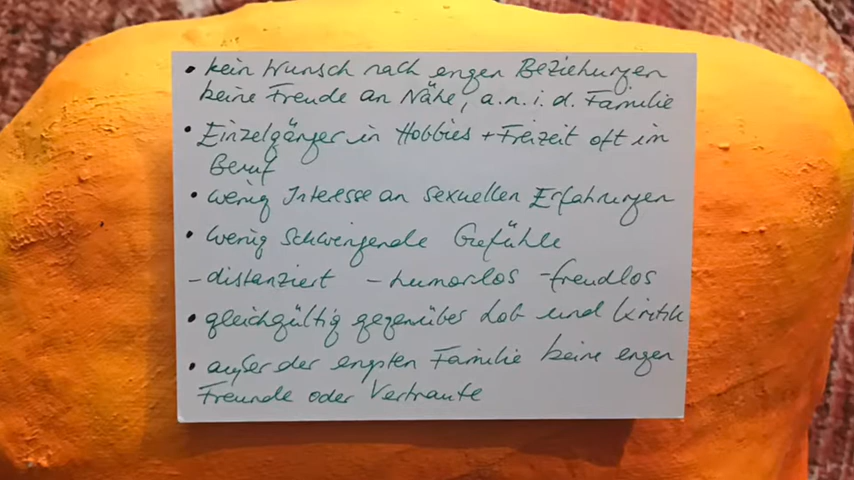 • kein Wunsch nach engen Beziehungen
keine Freude an Nähe, a.n.i.d. Familie
• Einzelgänger in Hobbies + Freizeit oft im
Beruf
• wenig Interesse an sexuellen Erfahrungen
• wenig schwingende Gefühle
- distanziert - humorlos - freudlos
• gleichgültig gegenüber Lob und Kritik
• außer der engsten Familie keine engen
Freunde oder Vertraute